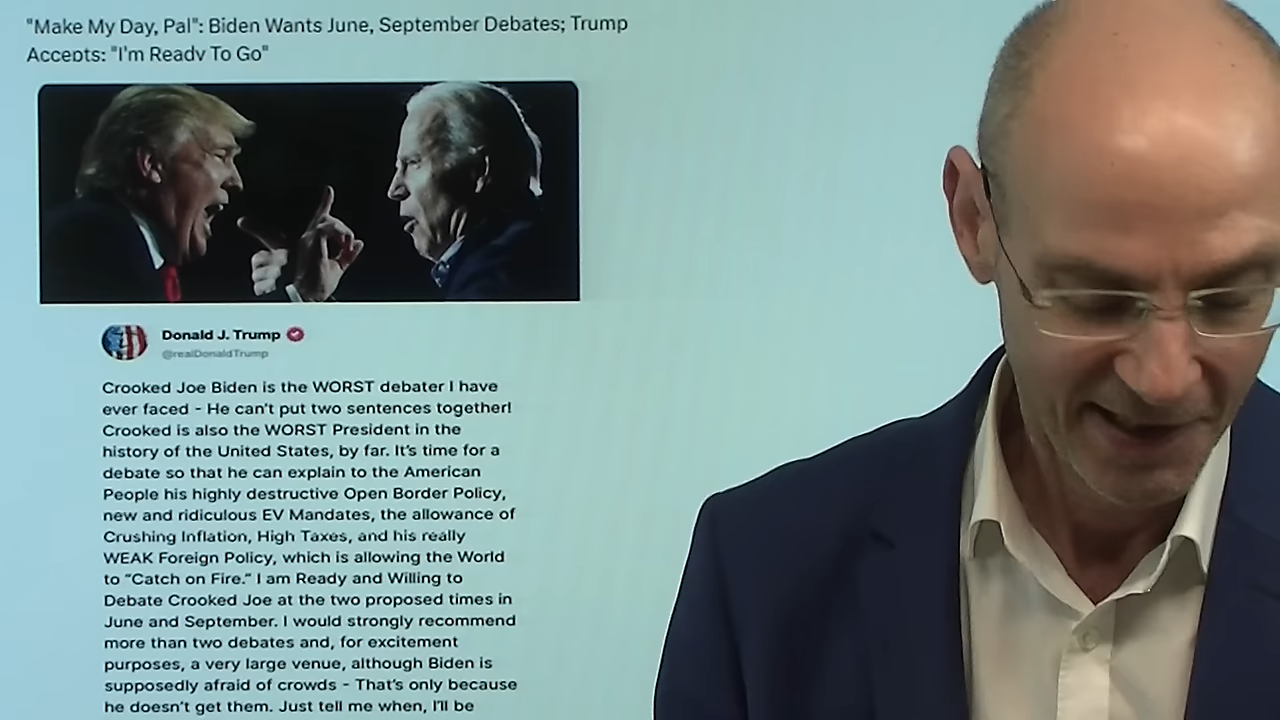 "Make My Day, Pal": Biden Wants June, September Debates; Trump
Accepts: "I'm Ready To Go"
Donald J. Trump
@realDonaldTrump
Crooked Joe Biden is the WORST debater I have
ever faced - He can't put two sentences together!
Crooked is also the WORST President in the
history of the United States, by far. It's time for a
debate so that he can explain to the American
People his highly destructive Open Border Policy,
new and ridiculous EV Mandates, the allowance of
Crushing Inflation, High Taxes, and his really
WEAK Foreign Policy, which is allowing the World
to "Catch on Fire." I am Ready and Willing to
Debate Crooked Joe at the two proposed times in
June and September. I would strongly recommend
more than two debates and, for excitement
purposes, a very large venue, although Biden is
supposedly afraid of crowds - That's only because
he doesn't get them. Just tell me when, I'll be